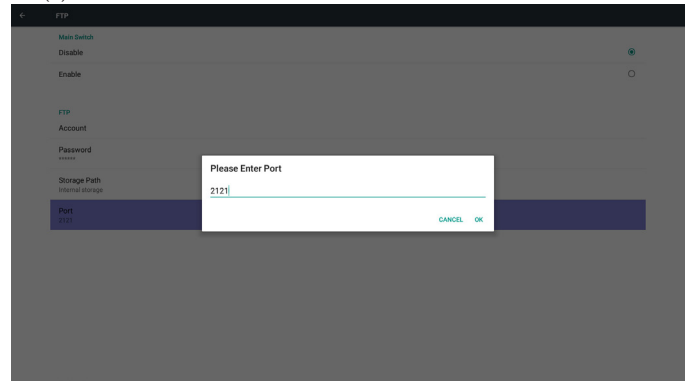 FTP
Main Switch
Disable
Enable
FTP
Account
Password
******
Storage Path
Internal storage
Port
2121
Please Enter Port
2121
CANCEL OK